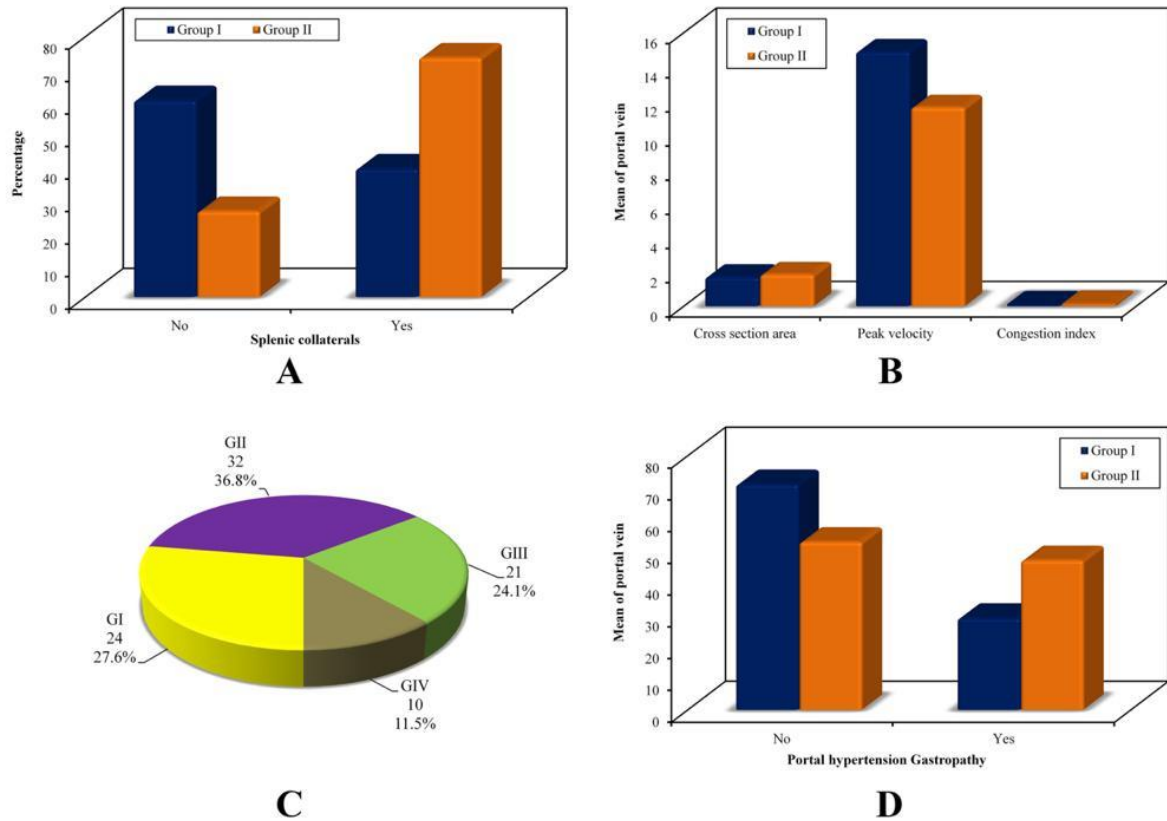 Group I Group II
Percentage
80
70
60
50
40
30
20
10
0
No Yes
Splenic collaterals
A
Group I
Group II
Mean of portal vein
16
14
12
10
8
6
4
2
0
Cross section area Peak velocity Congestion index
B
GII
32
36.8%
GIII
21
24.1%
GI
24
27.6%
GIV
10
11.5%
C
Group I
Group II
Mean of portal vein
80
70
60
50
40
30
20
10
0
No Yes
Portal hypertension Gastropathy
D